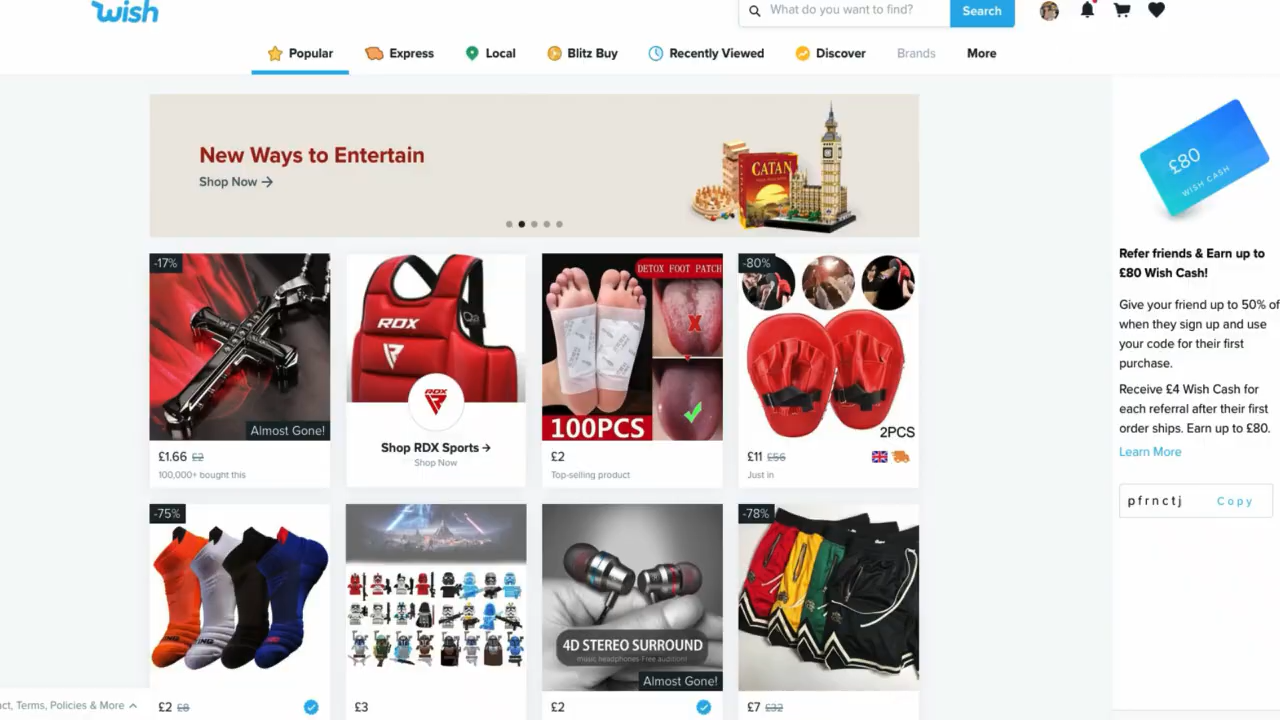 wish
What do you want to find?
Search
Popular
Express
Local
Blitz Buy
Recently Viewed
Discover
Brands
More
New Ways to Entertain
Shop Now →
CATAN
£80
WISH CASH
Refer friends & Earn up to
£80 Wish Cash!
Give your friend up to 50% of
when they sign up and use
your code for their first
purchase.
Receive £4 Wish Cash for
each referral after their first
order ships. Earn up to £80.
Learn More
pfrnctj
Copy
-17%
Almost Gone!
£1.66 £2
100,000+ bought this
RDX
RDX
Shop RDX Sports →
Shop Now
DETOX FOOT PATCH
X
100PCS
£2
Top-selling product
-80%
2PCS
£11 £56
Just in
-75%
£2 £8
£3
4D STEREO SURROUND
music headphones·Free audition!
Almost Gone!
£2
-78%
£7 £32
ct, Terms, Policies & More